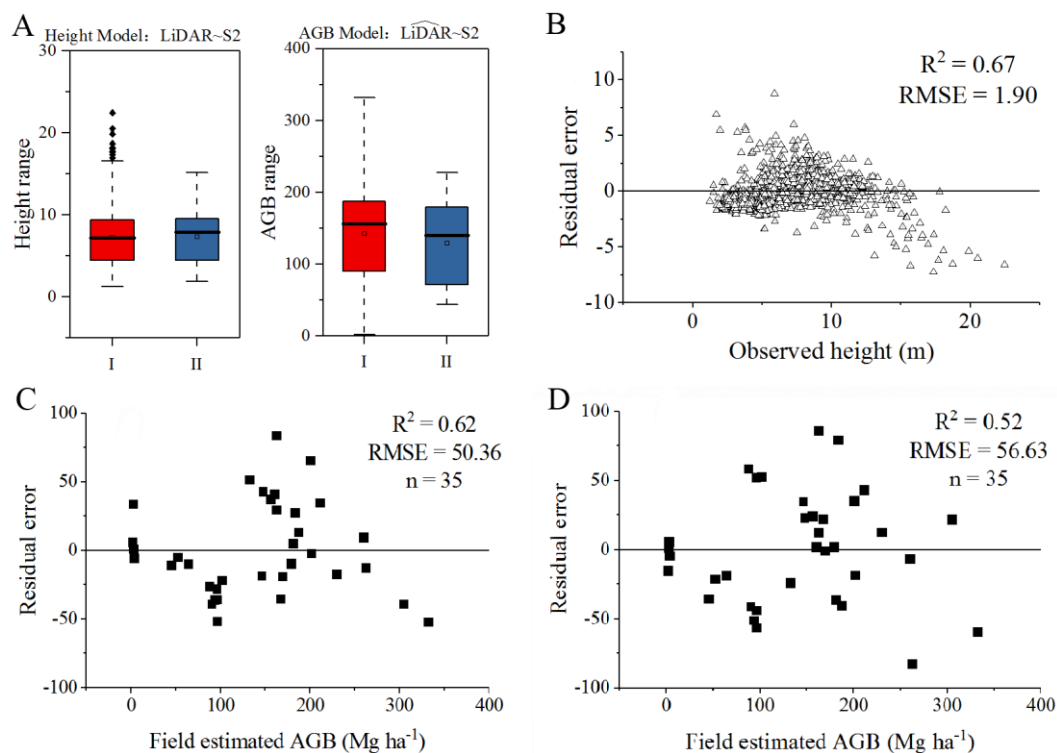 A
Height Model: LiDAR~S2
30
20
10
0
Height range
I
II
AGB Model: LiDAR~S2
400
300
200
100
0
AGB range
I
II
B
R² = 0.67
RMSE = 1.90
10
5
0
-5
-10
Residual error
0
10
20
Observed height (m)
C
R² = 0.62
RMSE = 50.36
n = 35
100
50
0
-50
-100
Residual error
0
100
200
300
400
Field estimated AGB (Mg ha⁻¹)
D
R² = 0.52
RMSE = 56.63
n = 35
100
50
0
-50
-100
Residual error
0
100
200
300
400
Field estimated AGB (Mg ha⁻¹)